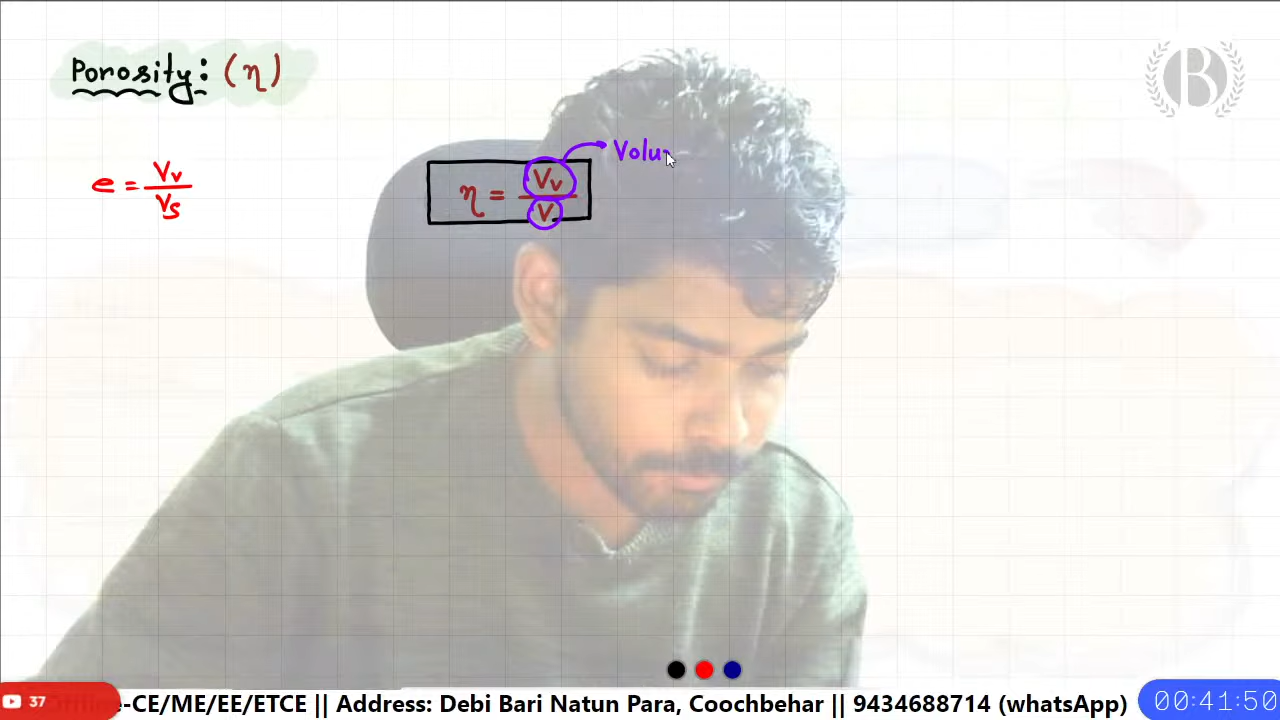 Porosity: (η)
e = Vv/Vs
η = Vv/V
Volu
B
37
-CE/ME/EE/ETCE || Address: Debi Bari Natun Para, Coochbehar || 9434688714 (whatsApp)
00:41:50